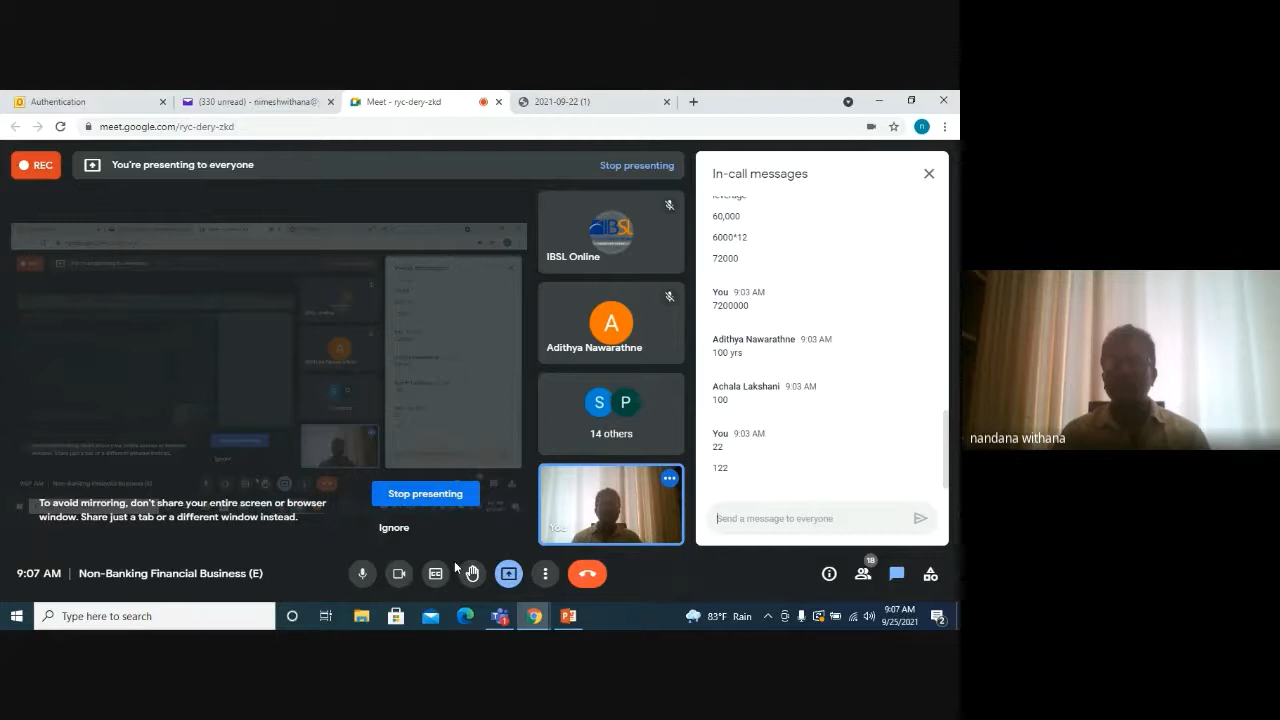 Authentication
(330 unread) - nimeshwithana@
Meet - ryc-dery-zkd
2021-09-22 (1)
meet.google.com/ryc-dery-zkd
n
REC
You're presenting to everyone
Stop presenting
In-call messages
leverage
60,000
6000*12
72000
You 9:03 AM
7200000
Adithya Nawarathne 9:03 AM
100 yrs
Achala Lakshani 9:03 AM
100
You 9:03 AM
22
122
Send a message to everyone
IBSL
IBSL Online
A
Adithya Nawarathne
S P
14 others
You
To avoid mirroring, don't share your entire screen or browser
window. Share just a tab or a different window instead.
Stop presenting
Ignore
9:07 AM | Non-Banking Financial Business (E)
18
Type here to search
83°F Rain
9:07 AM
9/25/2021
2
nandana withana